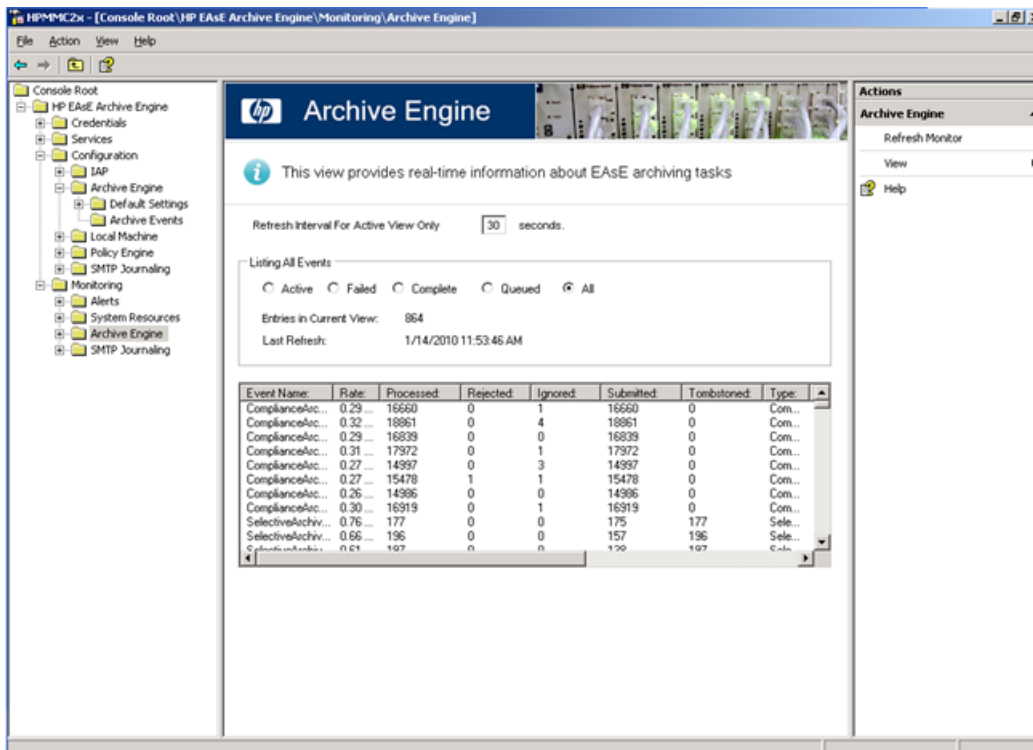 HPMMC2x - [Console Root\HP EAsE Archive Engine\Monitoring\Archive Engine]
File Action View Help
Console Root
HP EAsE Archive Engine
Credentials
Services
Configuration
IAP
Archive Engine
Default Settings
Archive Events
Local Machine
Policy Engine
SMTP Journaling
Monitoring
Alerts
System Resources
Archive Engine
SMTP Journaling
hp Archive Engine
This view provides real-time information about EAsE archiving tasks
Refresh Interval For Active View Only 30 seconds.
Listing All Events
Active Failed Complete Queued All
Entries in Current View: 864
Last Refresh: 1/14/2010 11:53:46 AM
Event Name: Rate: Processed: Rejected: Ignored: Submitted: Tombstoned: Type:
ComplianceArc... 0.29 ... 16660 0 1 16660 0 Com...
ComplianceArc... 0.32 ... 18861 0 4 18861 0 Com...
ComplianceArc... 0.29 ... 16839 0 0 16839 0 Com...
ComplianceArc... 0.31 ... 17972 0 1 17972 0 Com...
ComplianceArc... 0.27 ... 14997 0 3 14997 0 Com...
ComplianceArc... 0.27 ... 15478 1 1 15478 0 Com...
ComplianceArc... 0.26 ... 14986 0 0 14986 0 Com...
ComplianceArc... 0.30 ... 16919 0 1 16919 0 Com...
SelectiveArchiv... 0.76 ... 177 0 0 175 177 Sele...
SelectiveArchiv... 0.66 ... 196 0 0 157 196 Sele...
Actions
Archive Engine
Refresh Monitor
View
Help